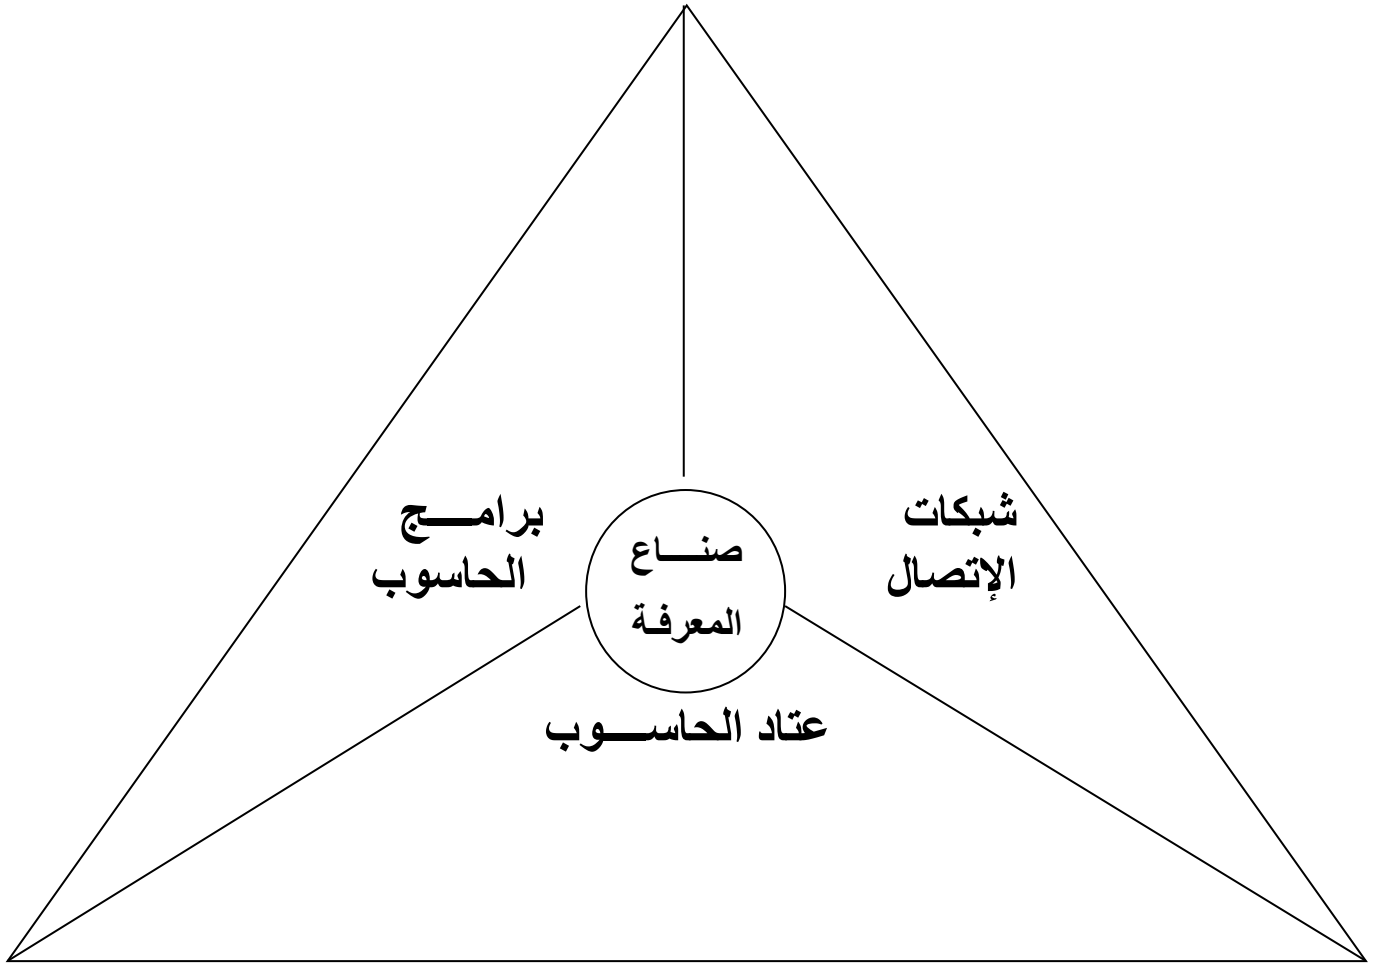 شبكات
الإتصال
صنـــاع
المعرفـة
برامـــج
الحاسوب
عتاد الحاســـوب